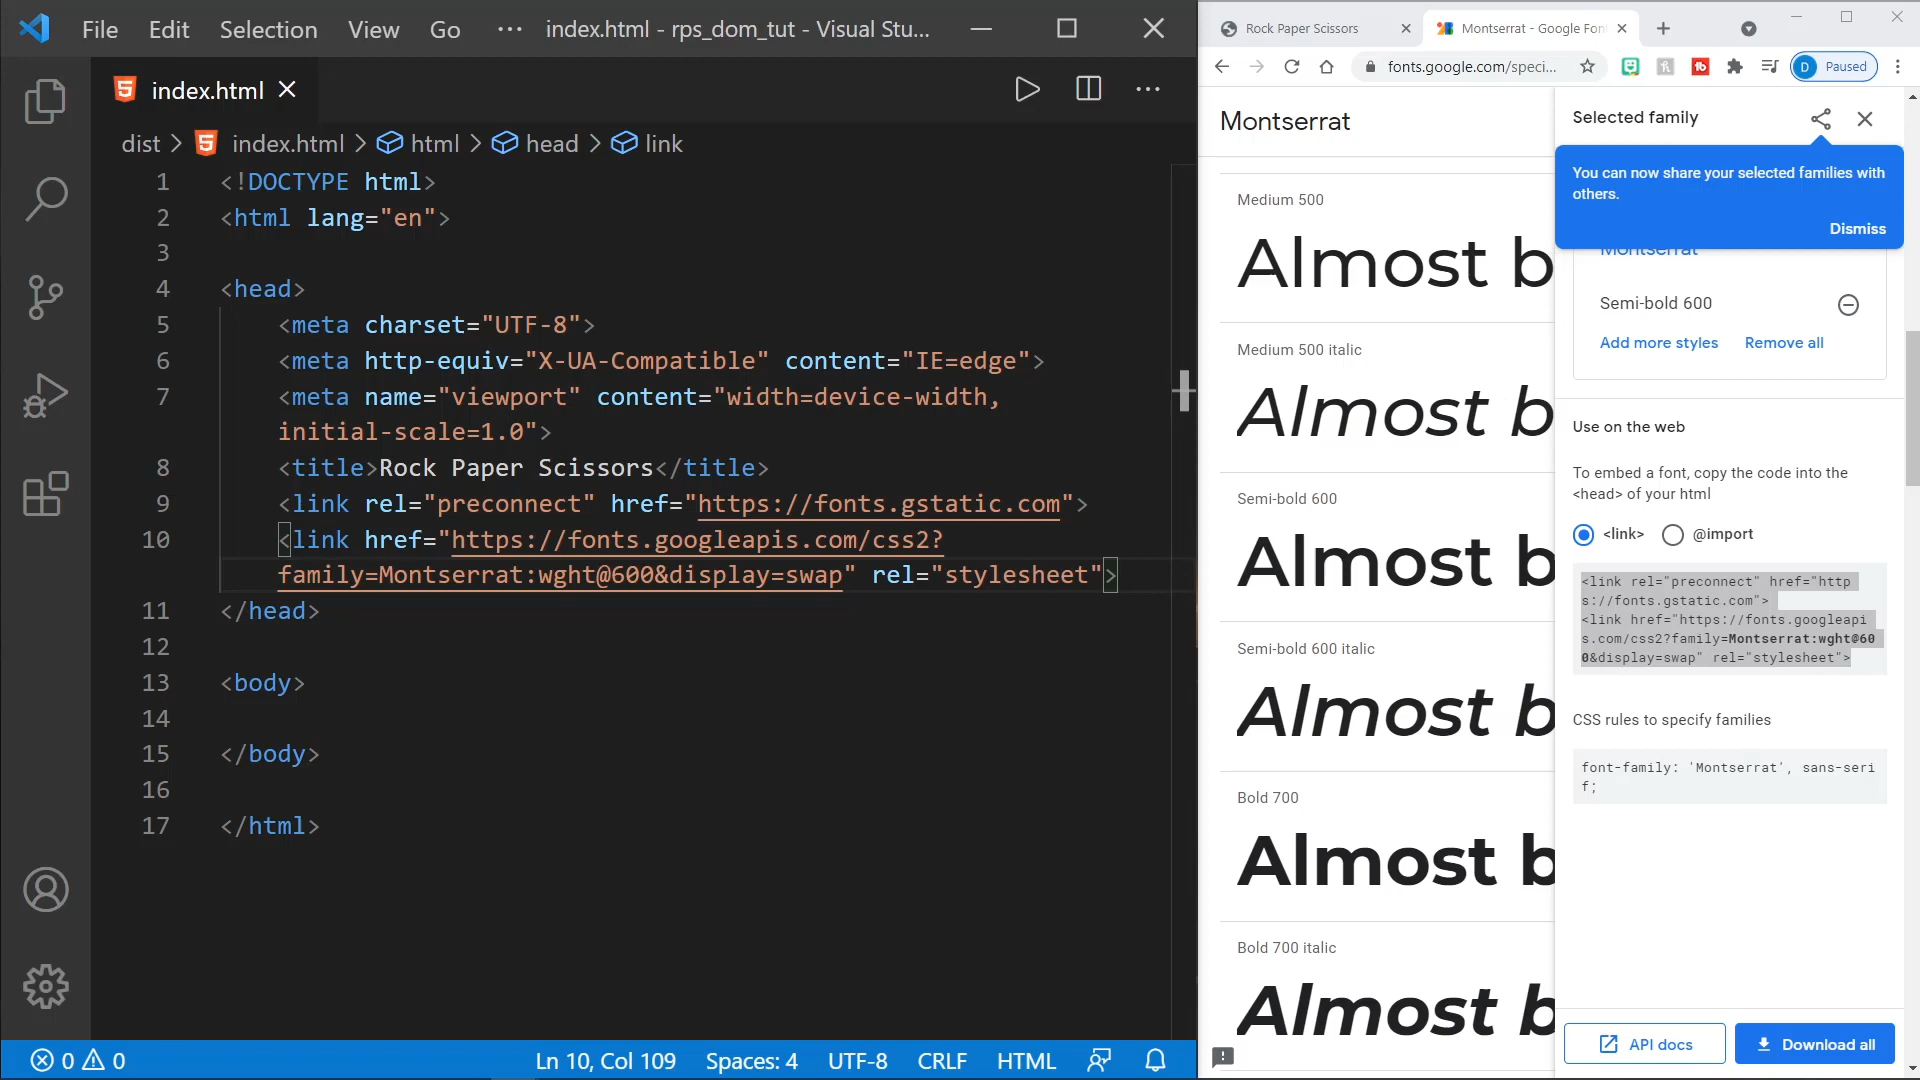 File Edit Selection View Go ··· index.html - rps_dom_tut - Visual Stu...
index.html
dist > index.html > html > head > link
1 <!DOCTYPE html>
2 <html lang="en">
3
4 <head>
5 <meta charset="UTF-8">
6 <meta http-equiv="X-UA-Compatible" content="IE=edge">
7 <meta name="viewport" content="width=device-width,
initial-scale=1.0">
8 <title>Rock Paper Scissors</title>
9 <link rel="preconnect" href="https://fonts.gstatic.com">
10 <link href="https://fonts.googleapis.com/css2?
family=Montserrat:wght@600&display=swap" rel="stylesheet">
11 </head>
12
13 <body>
14
15 </body>
16
17 </html>
0 0 Ln 10, Col 109 Spaces: 4 UTF-8 CRLF HTML
Rock Paper Scissors Montserrat - Google Fon
fonts.google.com/speci... D Paused
Montserrat
Medium 500
Almost b
Medium 500 italic
Almost b
Semi-bold 600
Almost b
Semi-bold 600 italic
Almost b
Bold 700
Almost b
Bold 700 italic
Almost b
Selected family
You can now share your selected families with
others.
Dismiss
Montserrat
Semi-bold 600
Add more styles Remove all
Use on the web
To embed a font, copy the code into the
<head> of your html
<link> @import
<link rel="preconnect" href="http
s://fonts.gstatic.com">
<link href="https://fonts.googleapi
s.com/css2?family=Montserrat:wght@60
0&display=swap" rel="stylesheet">
CSS rules to specify families
font-family: 'Montserrat', sans-seri
f;
API docs Download all